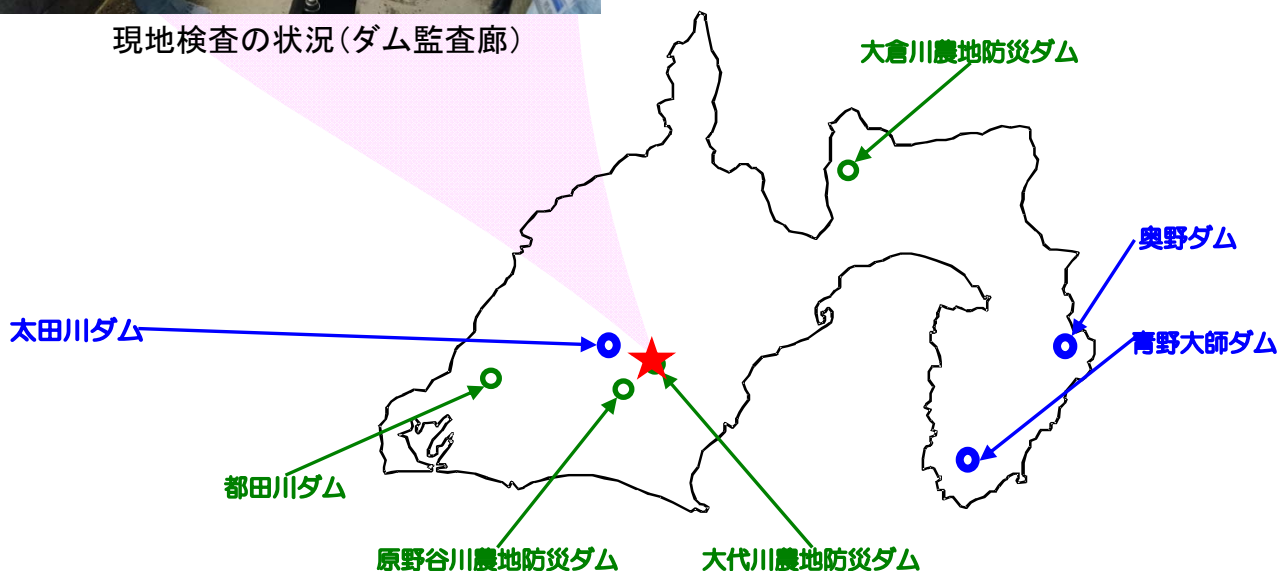 現地検査の状況(ダム監査廊)
大倉川農地防災ダム
奥野ダム
太田川ダム
青野大師ダム
都田川ダム
原野谷川農地防災ダム
大代川農地防災ダム